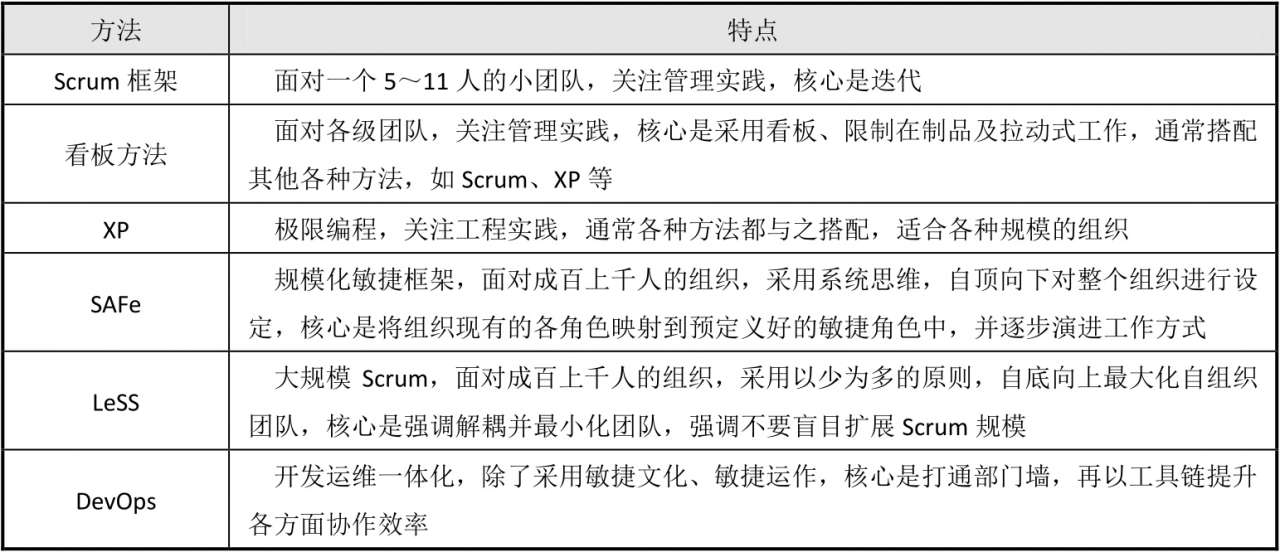 方法 特点
Scrum 框架 面对一个 5～11 人的小团队，关注管理实践，核心是迭代
看板方法 面对各级团队，关注管理实践，核心是采用看板、限制在制品及拉动式工作，通常搭配
其他各种方法，如 Scrum、XP 等
XP 极限编程，关注工程实践，通常各种方法都与之搭配，适合各种规模的组织
SAFe 规模化敏捷框架，面对成百上千人的组织，采用系统思维，自顶向下对整个组织进行设
定，核心是将组织现有的各角色映射到预定义好的敏捷角色中，并逐步演进工作方式
LeSS 大规模 Scrum，面对成百上千人的组织，采用以少为多的原则，自底向上最大化自组织
团队，核心是强调解耦并最小化团队，强调不要盲目扩展 Scrum 规模
DevOps 开发运维一体化，除了采用敏捷文化、敏捷运作，核心是打通部门墙，再以工具链提升
各方面协作效率